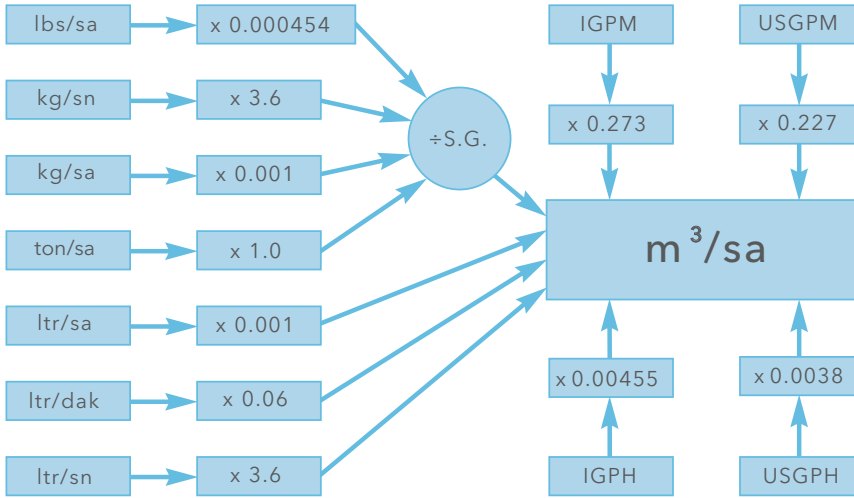 lbs/sa
x 0.000454
IGPM
USGPM
kg/sn
x 3.6
÷S.G.
x 0.273
x 0.227
kg/sa
x 0.001
ton/sa
x 1.0
m³/sa
ltr/sa
x 0.001
ltr/dak
x 0.06
x 0.00455
x 0.0038
ltr/sn
x 3.6
IGPH
USGPH